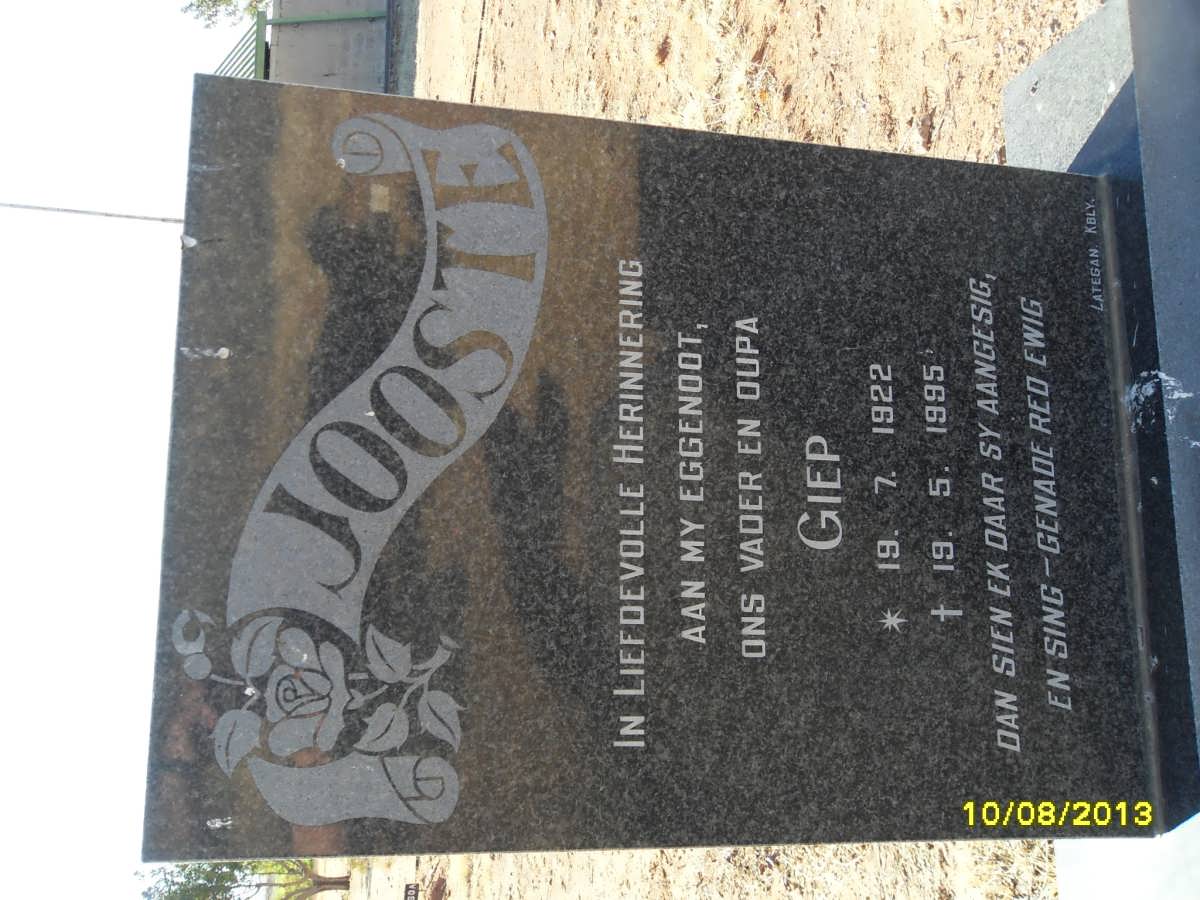 JOOSTE
IN LIEFDEVOLLE HERINNERING
AAN MY EGGENOOT,
ONS VADER EN OUPA
GIEP
19. 7. 1922
† 19. 5. 1995
DAN SIEN EK DAAR SY AANGESIG,
EN SING – GENADE RED EWIG
LATEGAN. KBLY.
10/08/2013